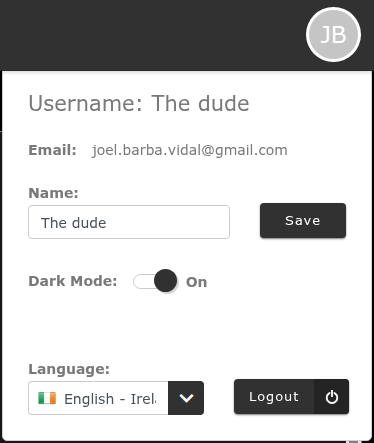 JB
Username: The dude
Email: joel.barba.vidal@gmail.com
Name:
The dude
Save
Dark Mode: On
Language:
English - Irel
Logout